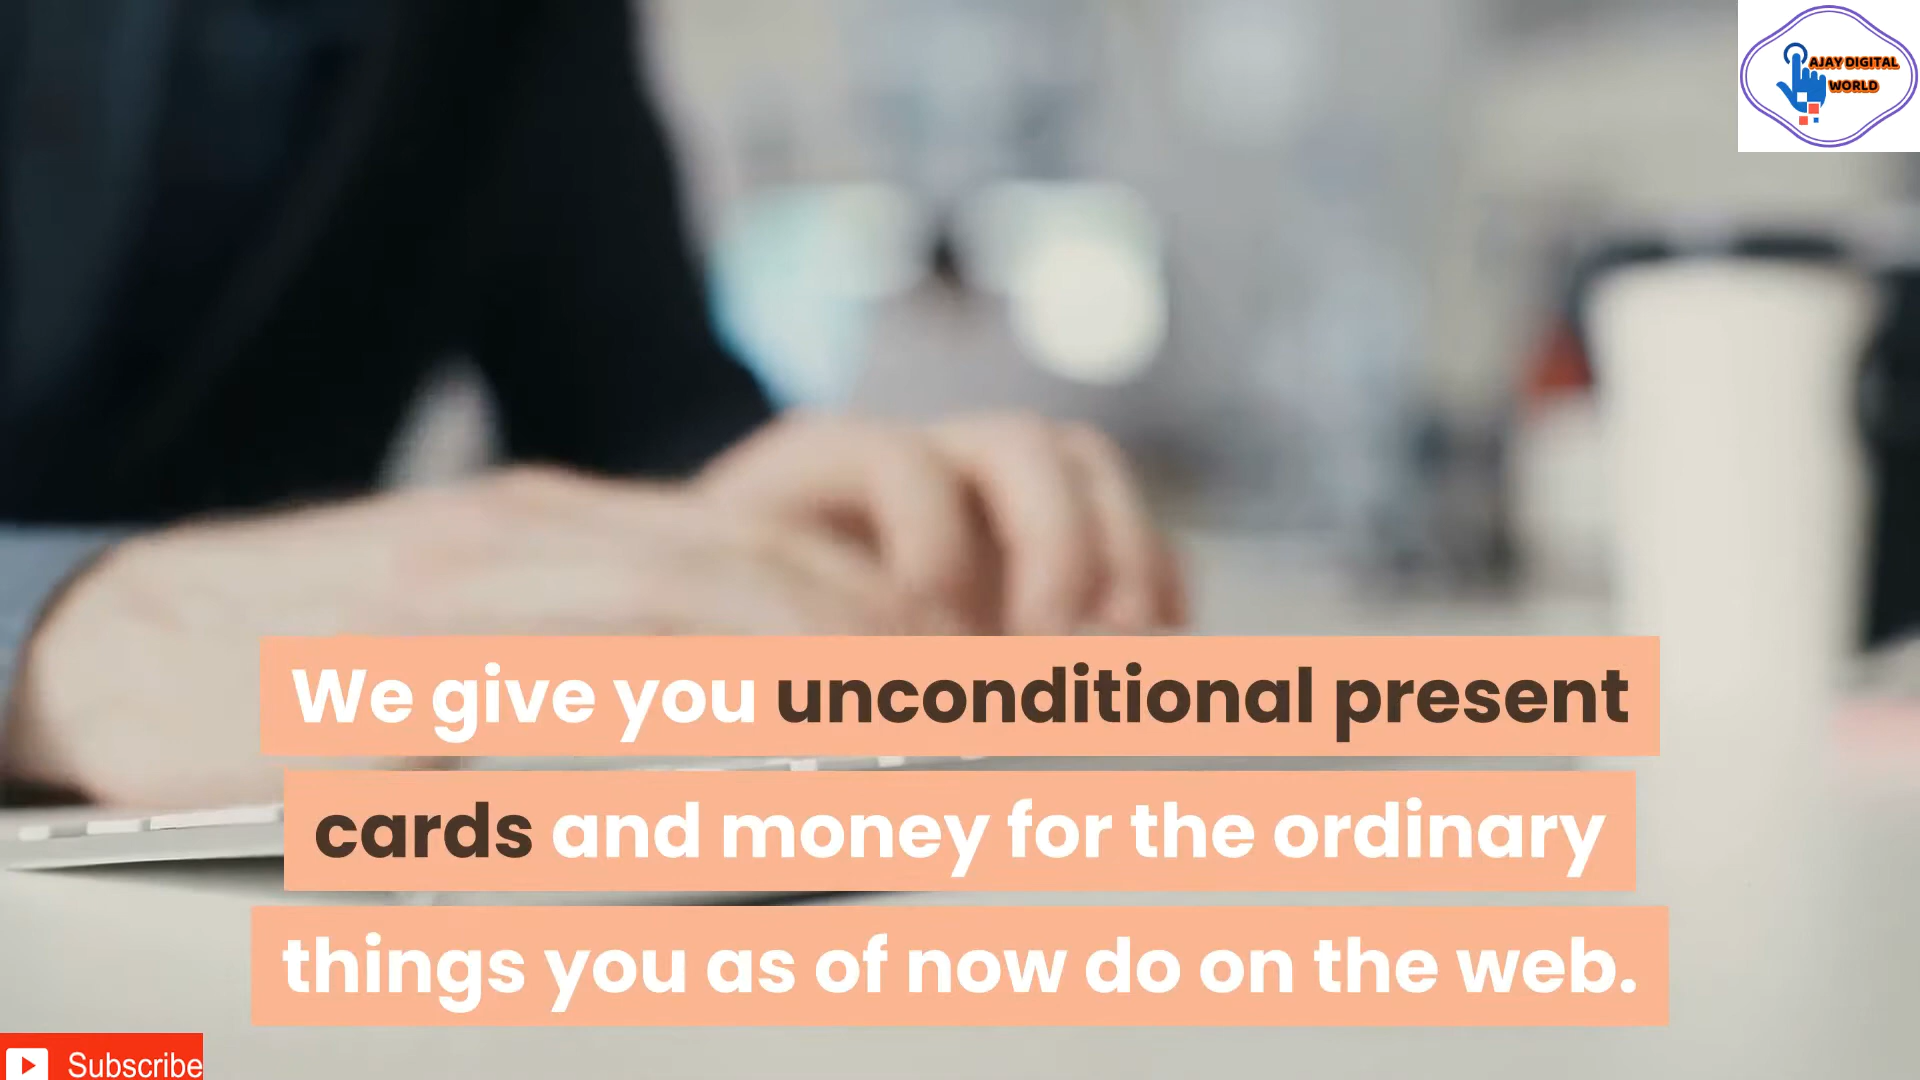 AJAY DIGITAL
WORLD
We give you unconditional present
cards and money for the ordinary
things you as of now do on the web.
Subscribe